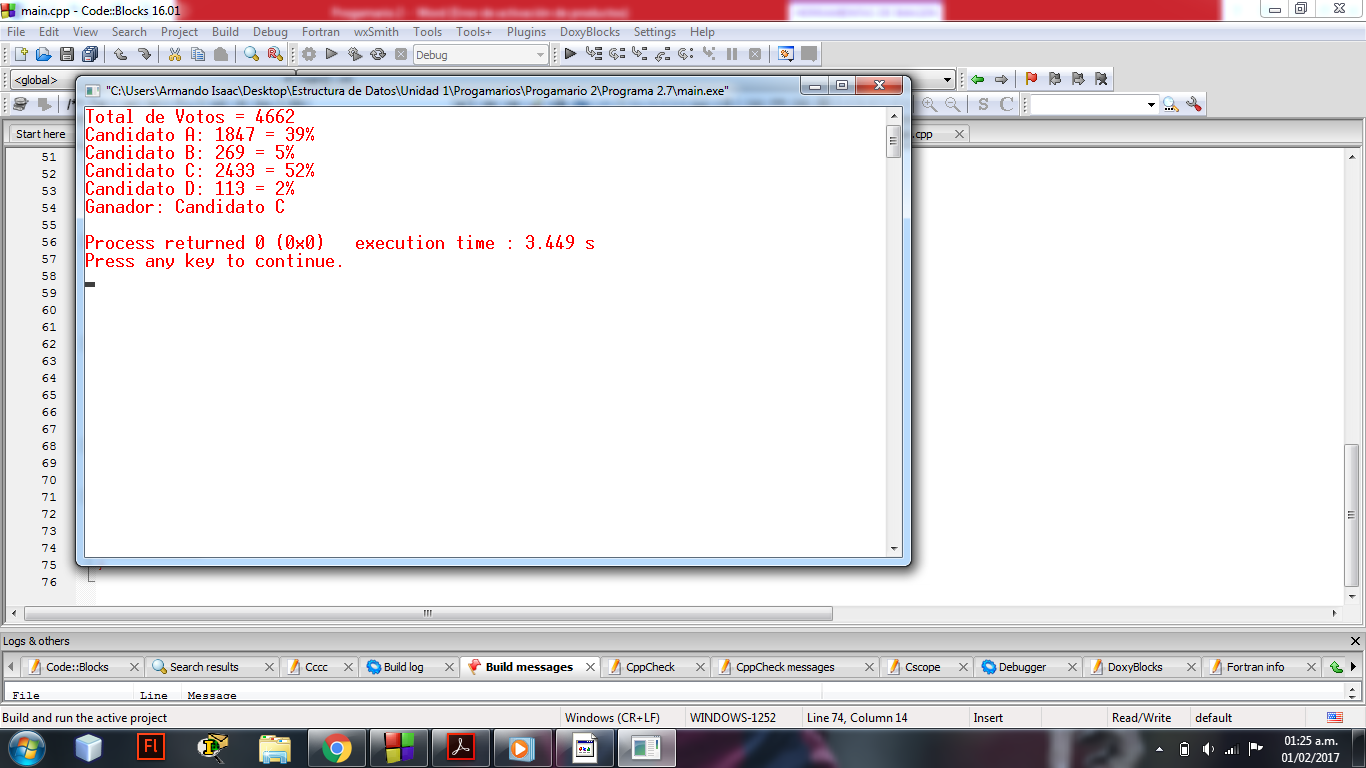 main.cpp - Code::Blocks 16.01
File Edit View Search Project Build Debug Fortran wxSmith Tools Tools+ Plugins DoxyBlocks Settings Help
Debug
<global>
"C:\Users\Armando Isaac\Desktop\Estructura de Datos\Unidad 1\Progamarios\Progamario 2\Programa 2.7\main.exe"
S C
Start here
.cpp
Total de Votos = 4662
Candidato A: 1847 = 39%
Candidato B: 269 = 5%
Candidato C: 2433 = 52%
Candidato D: 113 = 2%
Ganador: Candidato C
Process returned 0 (0x0)   execution time : 3.449 s
Press any key to continue.
51
52
53
54
55
56
57
58
59
60
61
62
63
64
65
66
67
68
69
70
71
72
73
74
75
76
Logs & others
Code::Blocks Search results Cccc Build log Build messages CppCheck CppCheck messages Cscope Debugger DoxyBlocks Fortran info
File Line Message
Build and run the active project Windows (CR+LF) WINDOWS-1252 Line 74, Column 14 Insert Read/Write default
Fl
01:25 a.m.
01/02/2017